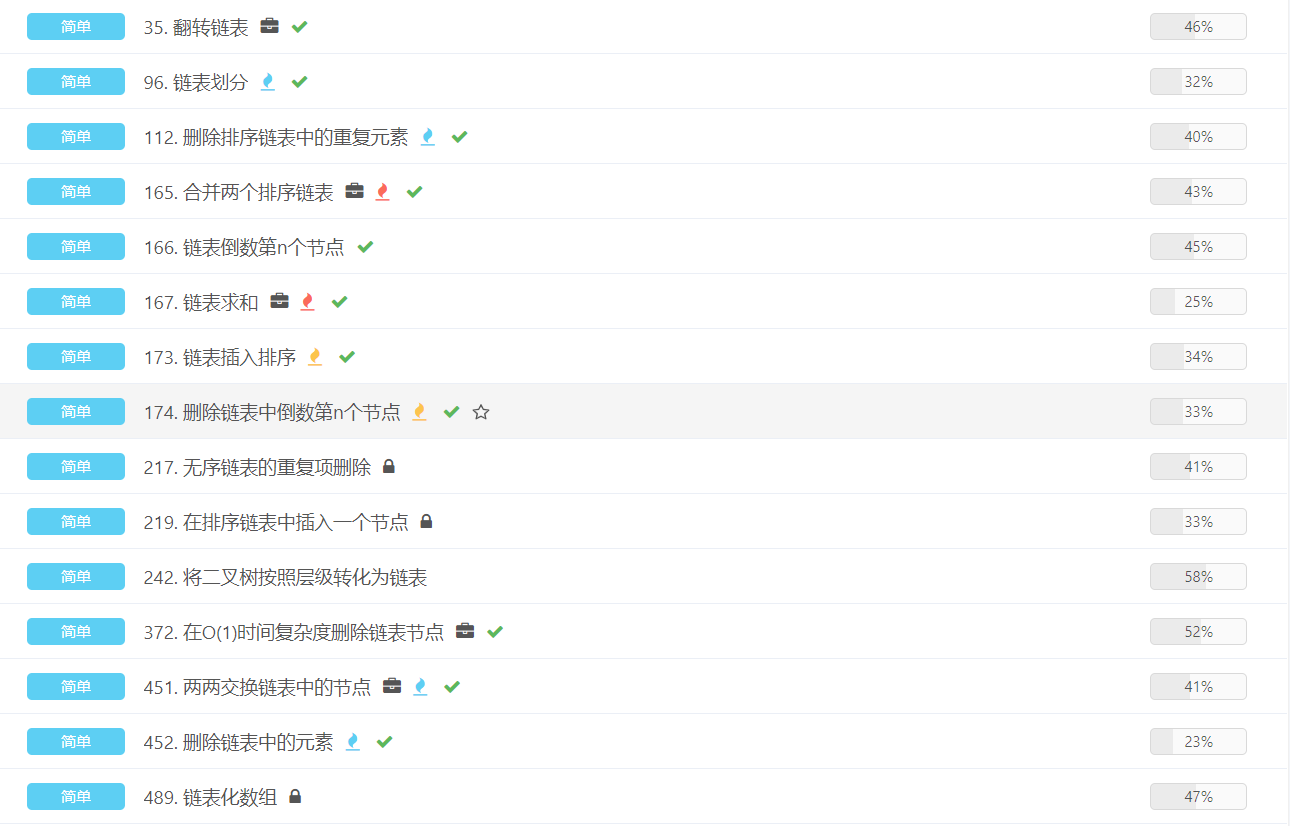 简单 35. 翻转链表 46%
简单 96. 链表划分 32%
简单 112. 删除排序链表中的重复元素 40%
简单 165. 合并两个排序链表 43%
简单 166. 链表倒数第n个节点 45%
简单 167. 链表求和 25%
简单 173. 链表插入排序 34%
简单 174. 删除链表中倒数第n个节点 33%
简单 217. 无序链表的重复项删除 41%
简单 219. 在排序链表中插入一个节点 33%
简单 242. 将二叉树按照层级转化为链表 58%
简单 372. 在O(1)时间复杂度删除链表节点 52%
简单 451. 两两交换链表中的节点 41%
简单 452. 删除链表中的元素 23%
简单 489. 链表化数组 47%